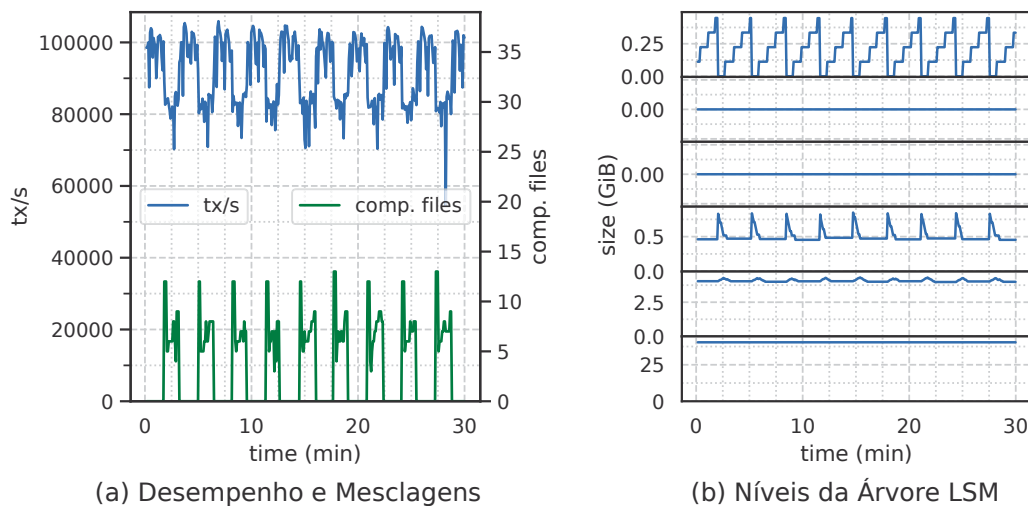 100000
80000
60000
40000
20000
0
tx/s
35
30
25
20
15
10
5
0
comp. files
tx/s
comp. files
0 10 20 30
time (min)
(a) Desempenho e Mesclagens
0.25
0.00
0.00
0.00
0.5
0.0
2.5
0.0
25
0
size (GiB)
0 10 20 30
time (min)
(b) Níveis da Árvore LSM